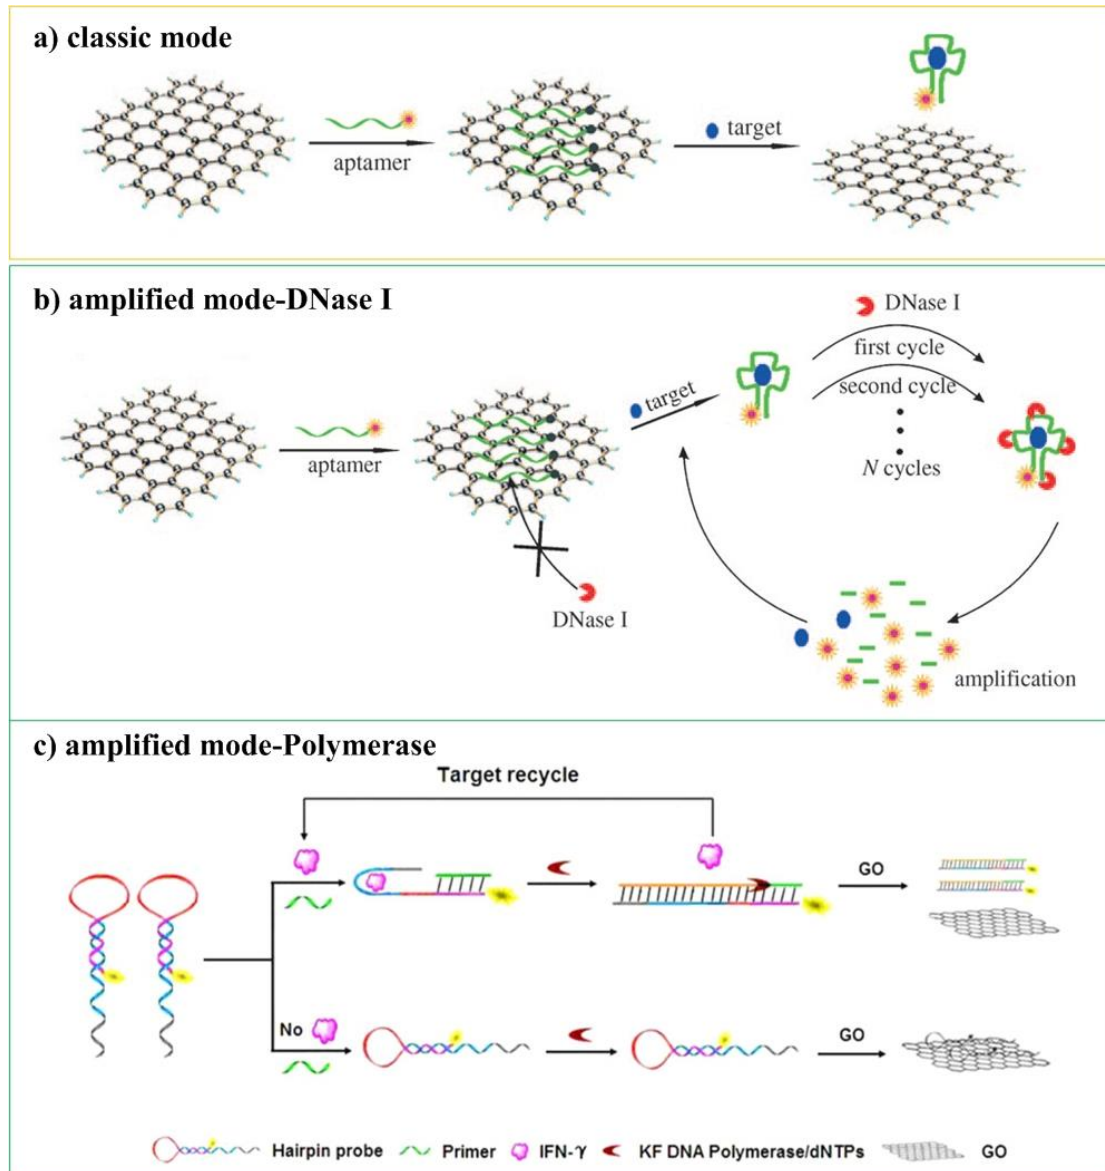 a) classic mode
aptamer
target
b) amplified mode-DNase I
aptamer
DNase I
target
DNase I
first cycle
second cycle
N cycles
amplification
c) amplified mode-Polymerase
Target recycle
GO
No
GO
Hairpin probe
Primer
IFN-γ
KF DNA Polymerase/dNTPs
GO